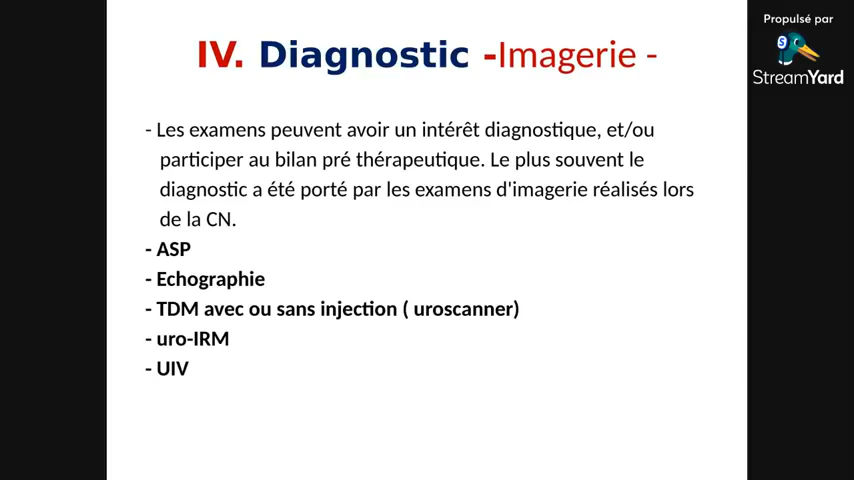 Propulsé par
StreamYard
IV. Diagnostic -Imagerie -
- Les examens peuvent avoir un intérêt diagnostique, et/ou
participer au bilan pré thérapeutique. Le plus souvent le
diagnostic a été porté par les examens d'imagerie réalisés lors
de la CN.
- ASP
- Echographie
- TDM avec ou sans injection ( uroscanner)
- uro-IRM
- UIV